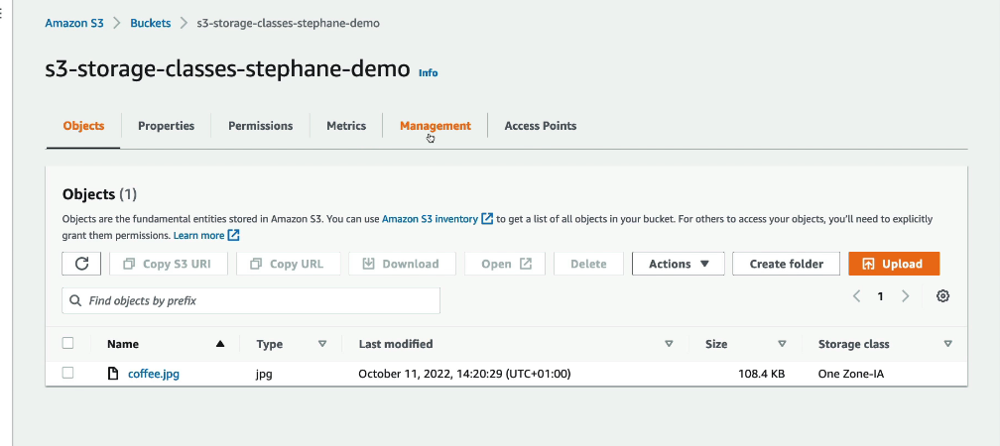 Amazon S3 > Buckets > s3-storage-classes-stephane-demo
s3-storage-classes-stephane-demo Info
Objects Properties Permissions Metrics Management Access Points
Objects (1)
Objects are the fundamental entities stored in Amazon S3. You can use Amazon S3 inventory to get a list of all objects in your bucket. For others to access your objects, you'll need to explicitly
grant them permissions. Learn more
Copy S3 URI Copy URL Download Open Delete Actions Create folder Upload
Find objects by prefix 1
Name Type Last modified Size Storage class
coffee.jpg jpg October 11, 2022, 14:20:29 (UTC+01:00) 108.4 KB One Zone-IA